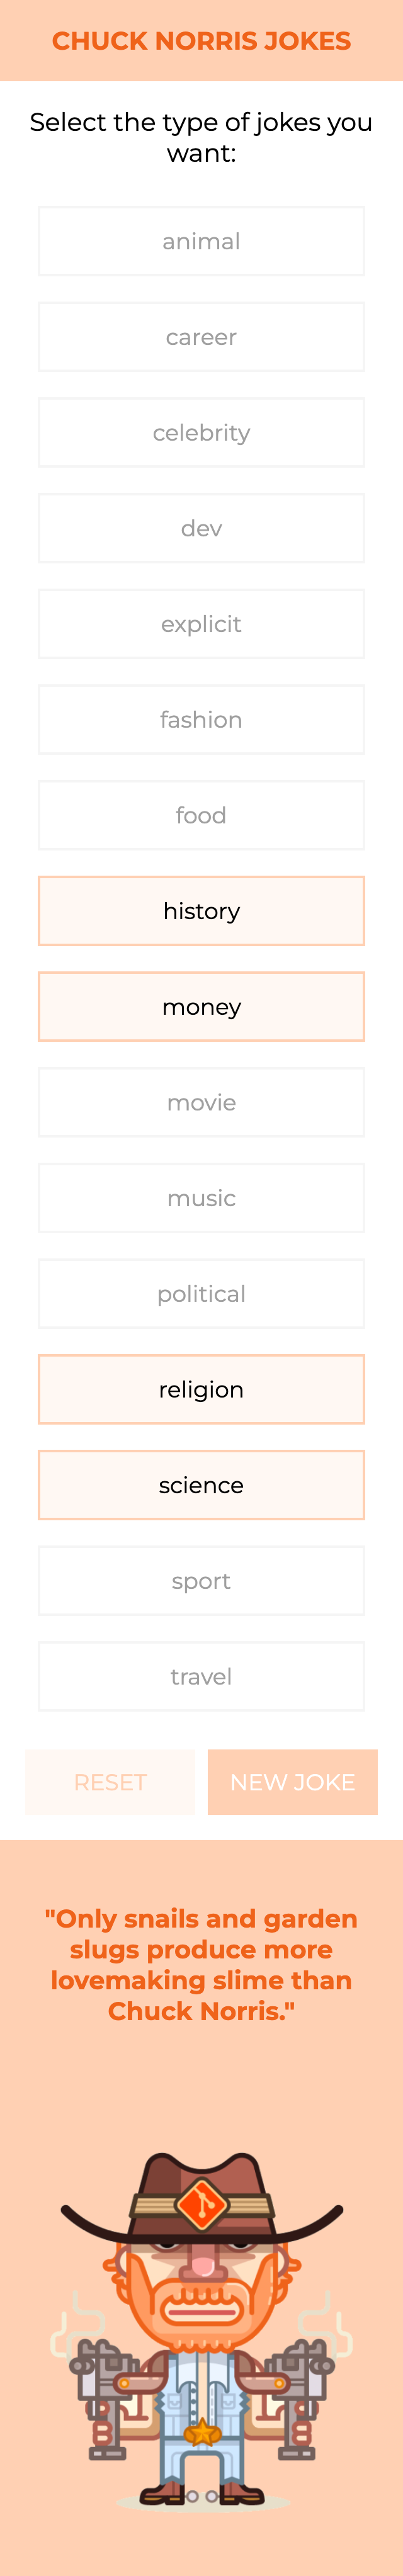 CHUCK NORRIS JOKES
Select the type of jokes you
want:
animal
career
celebrity
dev
explicit
fashion
food
history
money
movie
music
political
religion
science
sport
travel
RESET
NEW JOKE
"Only snails and garden
slugs produce more
lovemaking slime than
Chuck Norris."